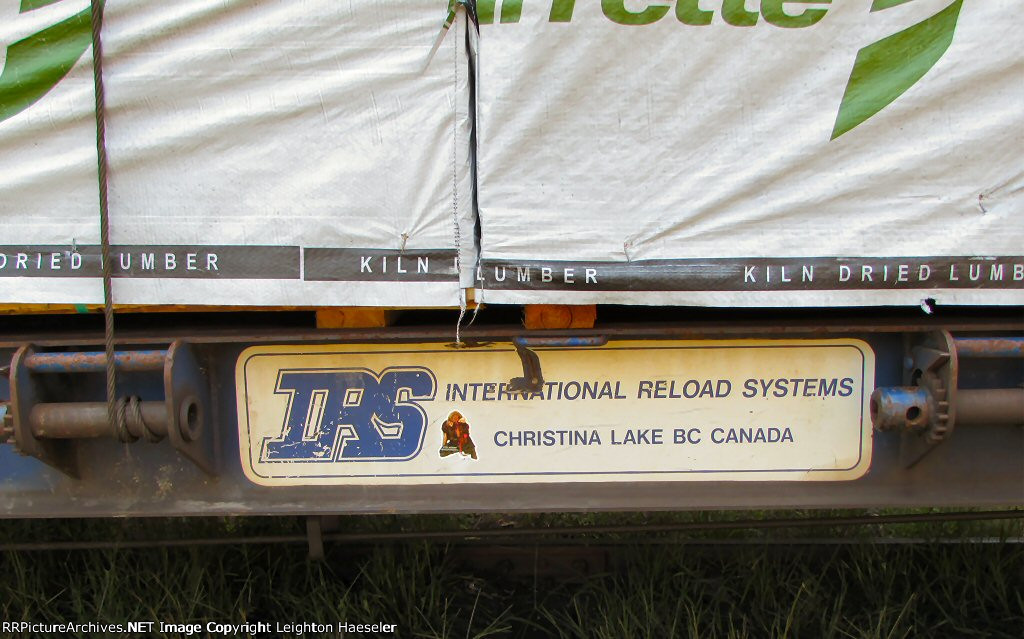 DRIED UMBER
KILN
LUMBER
KILN DRIED LUMB
IRS
INTERNATIONAL RELOAD SYSTEMS
CHRISTINA LAKE BC CANADA
RRPictureArchives.NET Image Copyright Leighton Haeseler